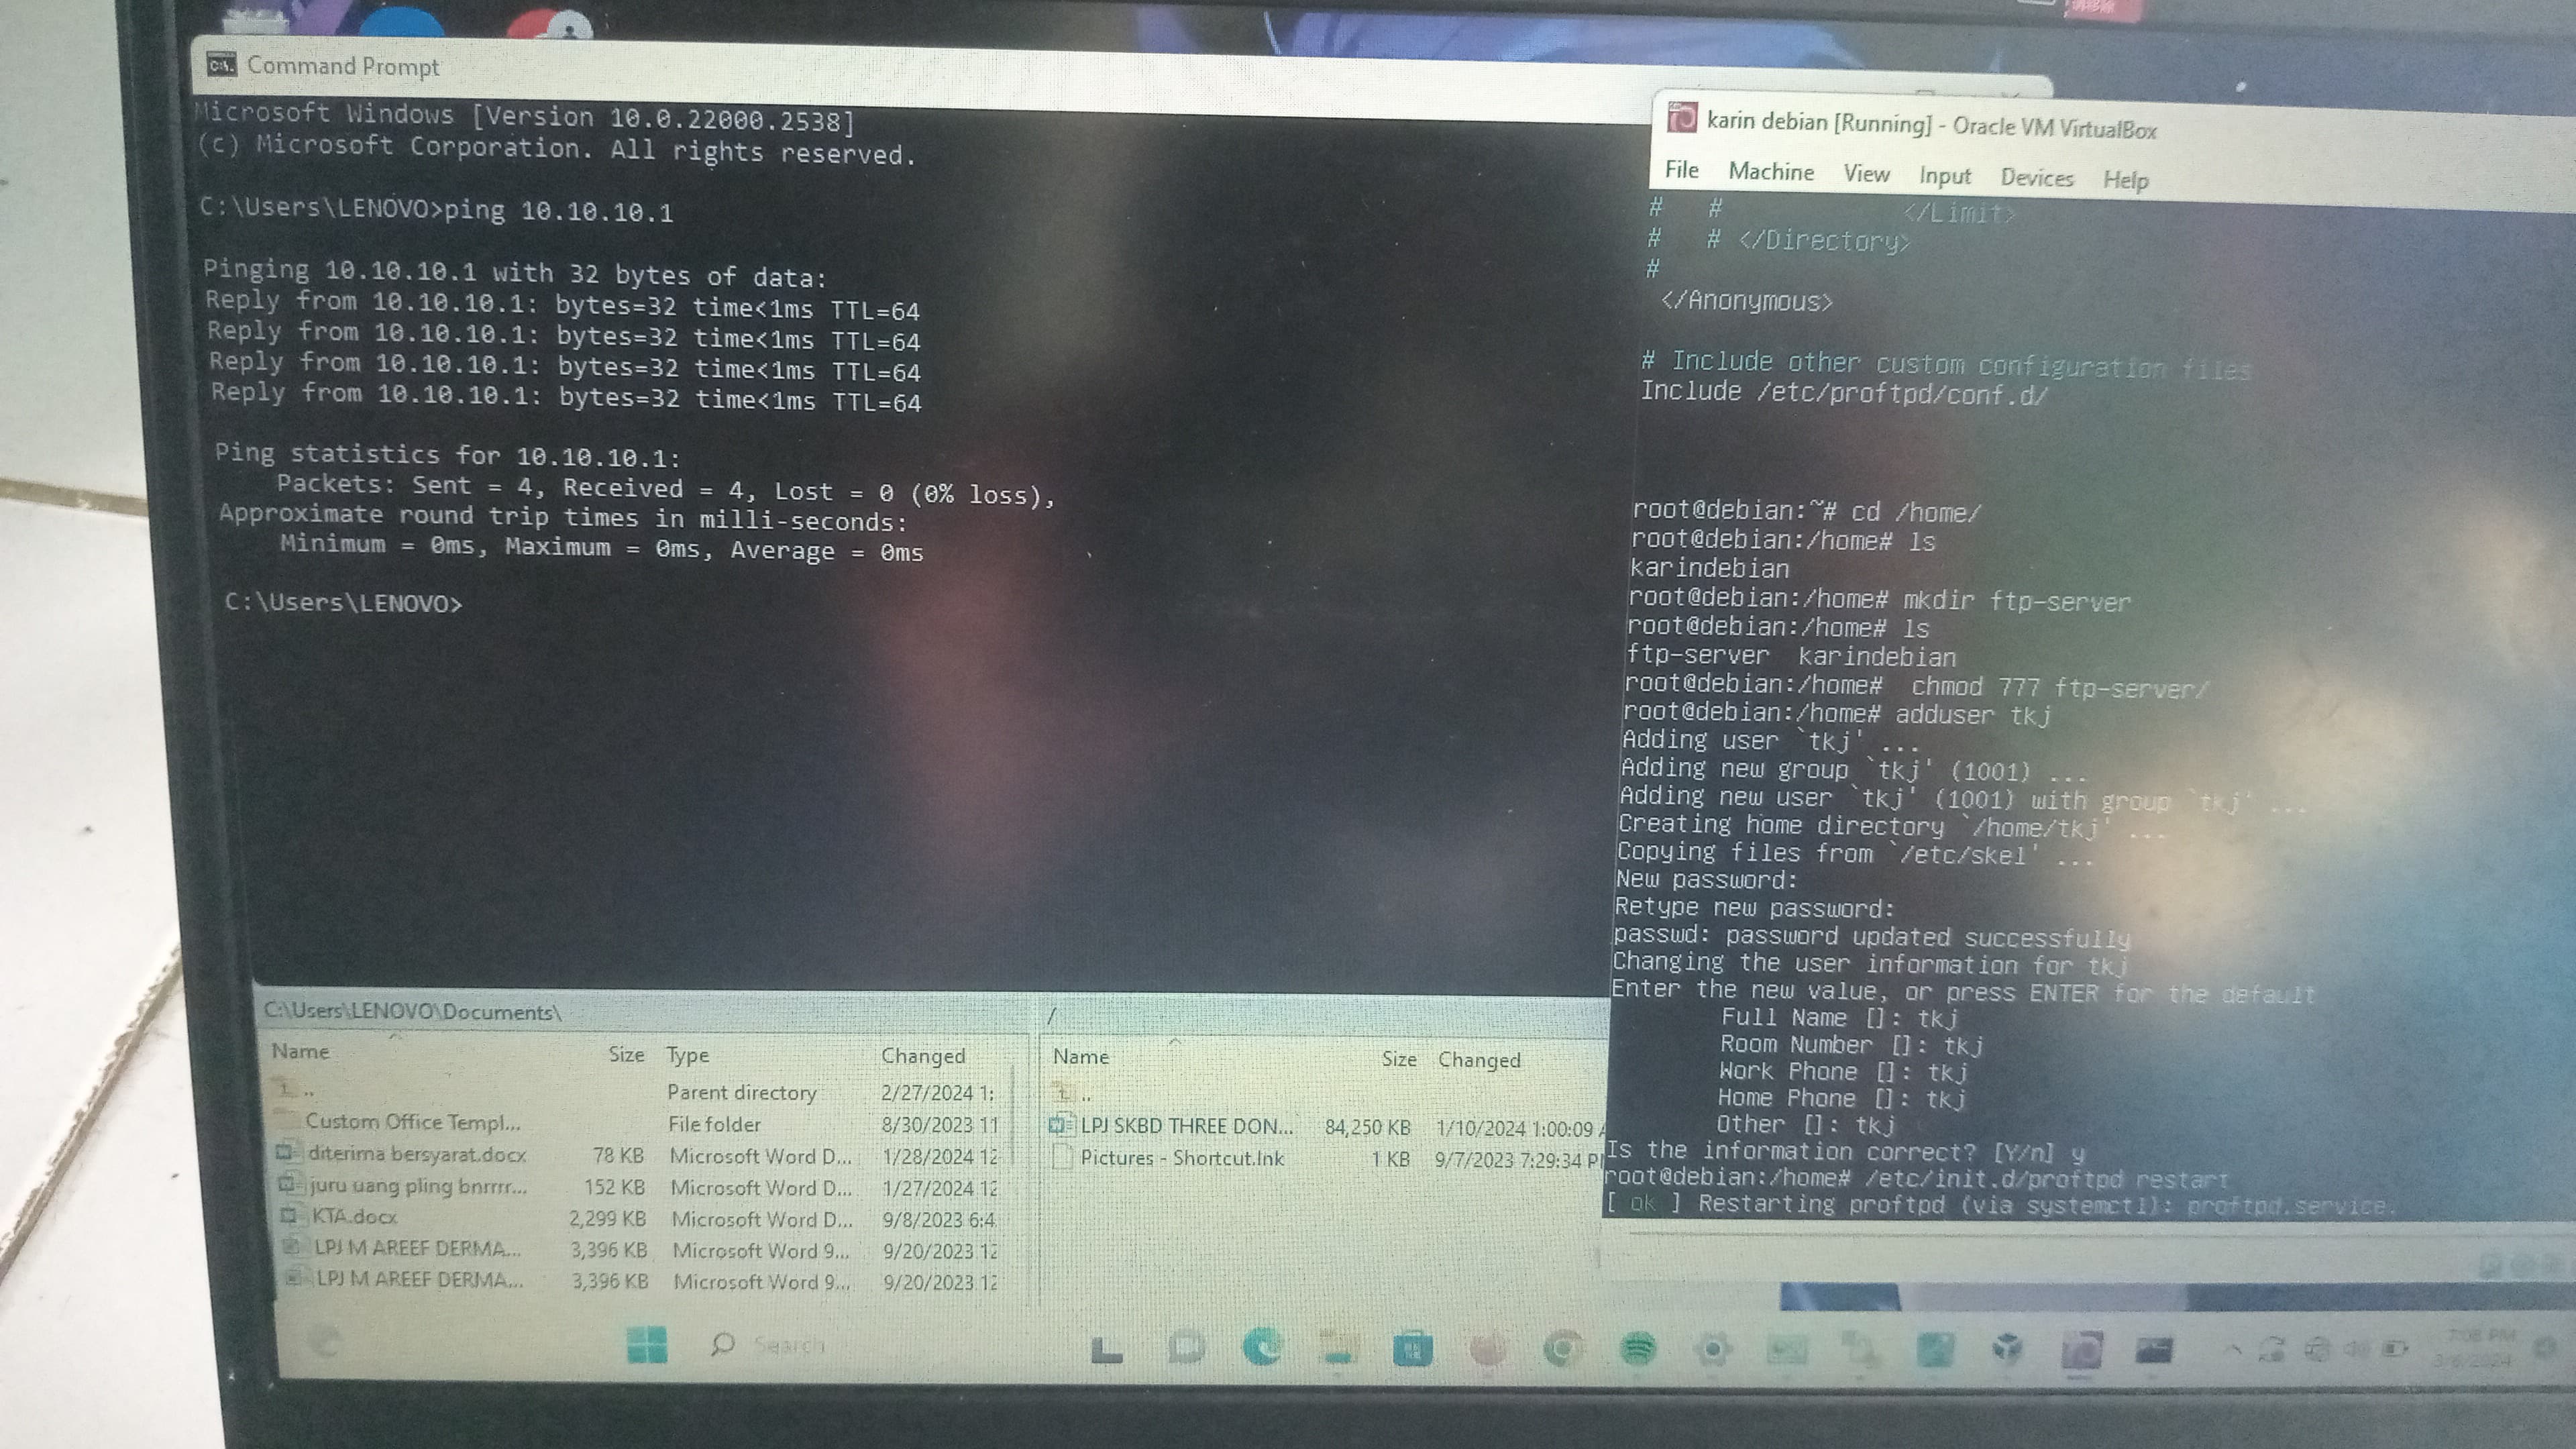 Command Prompt
Microsoft Windows [Version 10.0.22000.2538]
(c) Microsoft Corporation. All rights reserved.
C:\Users\LENOVO>ping 10.10.10.1
Pinging 10.10.10.1 with 32 bytes of data:
Reply from 10.10.10.1: bytes=32 time<1ms TTL=64
Reply from 10.10.10.1: bytes=32 time<1ms TTL=64
Reply from 10.10.10.1: bytes=32 time<1ms TTL=64
Reply from 10.10.10.1: bytes=32 time<1ms TTL=64
Ping statistics for 10.10.10.1:
Packets: Sent = 4, Received = 4, Lost = 0 (0% loss),
Approximate round trip times in milli-seconds:
Minimum = 0ms, Maximum = 0ms, Average = 0ms
C:\Users\LENOVO>
karin debian [Running] - Oracle VM VirtualBox
File Machine View Input Devices Help
# # </Limit>
# # </Directory>
#
</Anonymous>
# Include other custom configuration files
Include /etc/proftpd/conf.d/
root@debian:~# cd /home/
root@debian:/home# ls
karindebian
root@debian:/home# mkdir ftp-server
root@debian:/home# ls
ftp-server karindebian
root@debian:/home# chmod 777 ftp-server/
root@debian:/home# adduser tkj
Adding user `tkj' ...
Adding new group `tkj' (1001) ...
Adding new user `tkj' (1001) with group `tkj' ...
Creating home directory `/home/tkj' ...
Copying files from `/etc/skel' ...
New password:
Retype new password:
passwd: password updated successfully
Changing the user information for tkj
Enter the new value, or press ENTER for the default
Full Name []: tkj
Room Number []: tkj
Work Phone []: tkj
Home Phone []: tkj
Other []: tkj
Is the information correct? [Y/n] y
root@debian:/home# /etc/init.d/proftpd restart
[ ok ] Restarting proftpd (via systemctl): proftpd.service.
C:\Users\LENOVO\Documents\
Name Size Type Changed
.. Parent directory 2/27/2024 1:
Custom Office Templ... File folder 8/30/2023 11
diterima bersyarat.docx 78 KB Microsoft Word D... 1/28/2024 12
juru uang pling bnrrrr... 152 KB Microsoft Word D... 1/27/2024 12
KTA.docx 2,299 KB Microsoft Word D... 9/8/2023 6:4
LPJ M AREEF DERMA... 3,396 KB Microsoft Word 9... 9/20/2023 12
LPJ M AREEF DERMA... 3,396 KB Microsoft Word 9... 9/20/2023 12
/
Name Size Changed
..
LPJ SKBD THREE DON... 84,250 KB 1/10/2024 1:00:09 A
Pictures - Shortcut.lnk 1 KB 9/7/2023 7:29:34 P
Search